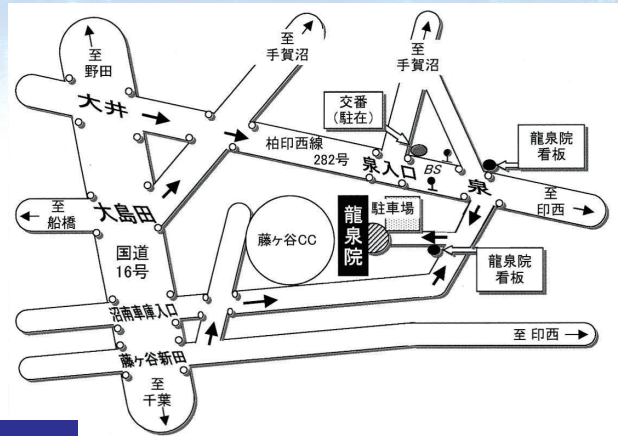 至
野田
至
手賀沼
至
手賀沼
大井
交番
(駐在)
柏印西線
282号
泉入口
BS
泉
龍泉院
看板
至
印西
至
船橋
大島田
国道
16号
藤ヶ谷CC
龍泉院
駐車場
龍泉院
看板
沼南車庫入口
藤ヶ谷新田
至 印西
至
千葉